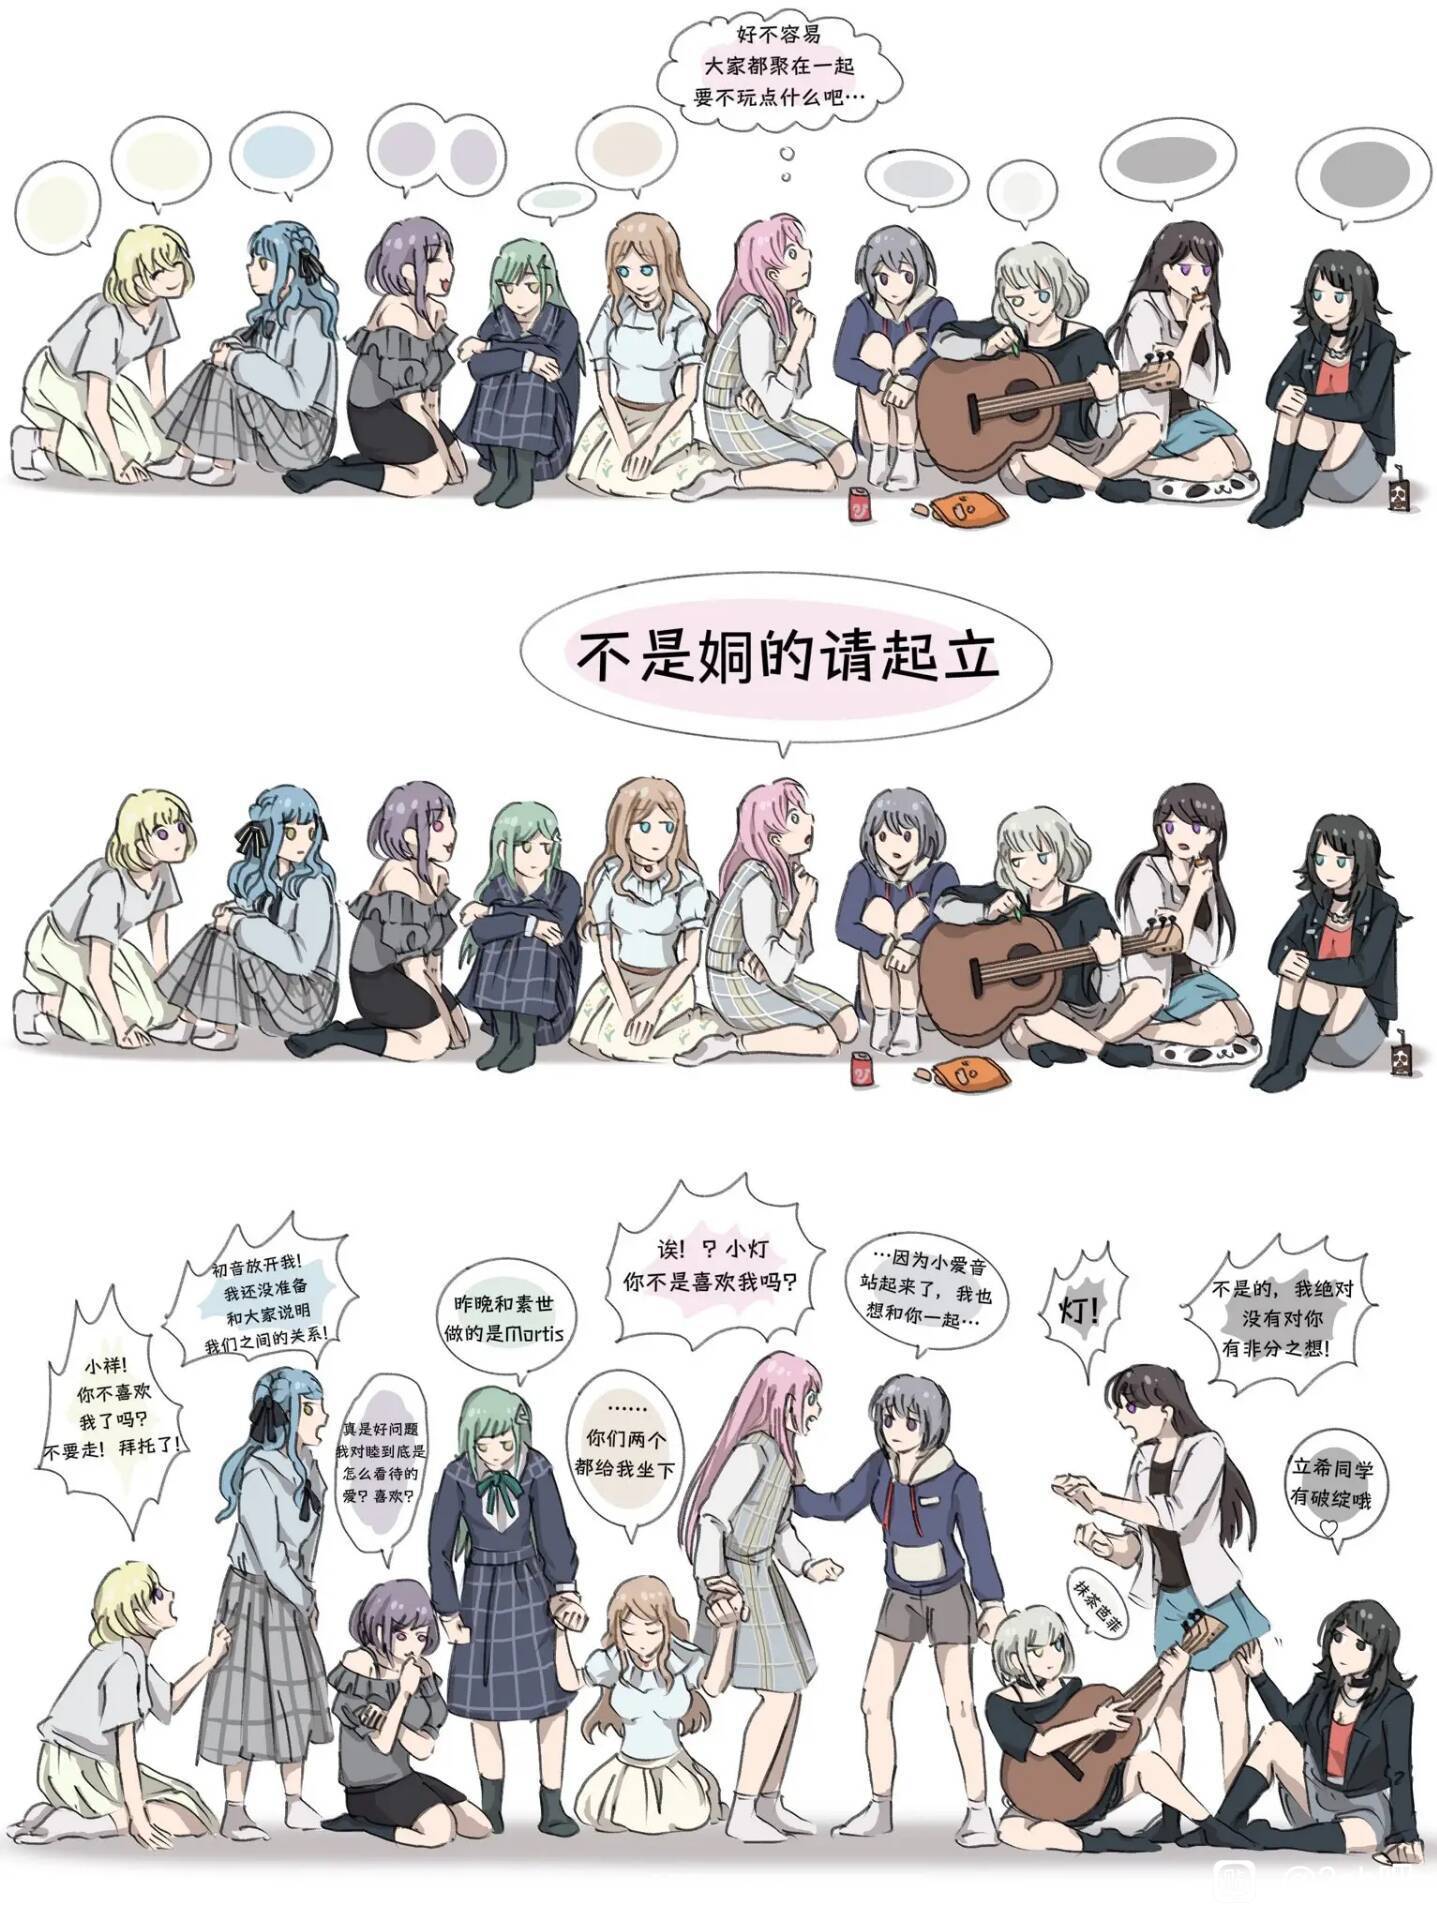 好不容易
大家都聚在一起
要不玩点什么吧…
不是姛的请起立
小祥！
你不喜欢
我了吗？
不要走！拜托了！
初音放开我！
我还没准备
和大家说明
我们之间的关系！
真是好问题
我对睦到底是
怎么看待的
爱？喜欢？
昨晚和素世
做的是Mortis
……
你们两个
都给我坐下
诶！？小灯
你不是喜欢我吗？
…因为小爱音
站起来了，我也
想和你一起…
灯！
抹茶芭菲
不是的，我绝对
没有对你
有非分之想！
立希同学
有破绽哦
♡